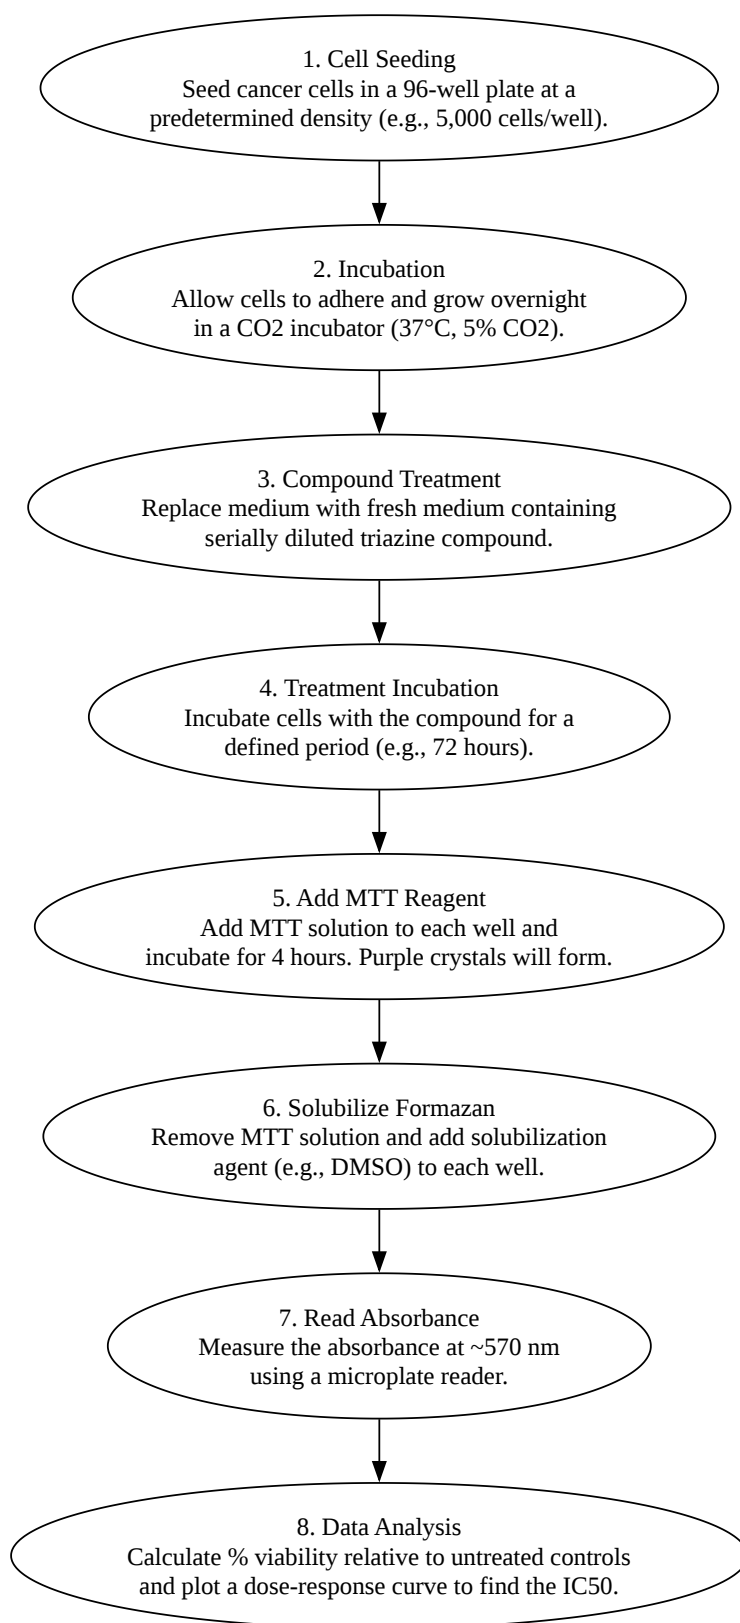 1. Cell Seeding
Seed cancer cells in a 96-well plate at a
predetermined density (e.g., 5,000 cells/well).
2. Incubation
Allow cells to adhere and grow overnight
in a CO2 incubator (37°C, 5% CO2).
3. Compound Treatment
Replace medium with fresh medium containing
serially diluted triazine compound.
4. Treatment Incubation
Incubate cells with the compound for a
defined period (e.g., 72 hours).
5. Add MTT Reagent
Add MTT solution to each well and
incubate for 4 hours. Purple crystals will form.
6. Solubilize Formazan
Remove MTT solution and add solubilization
agent (e.g., DMSO) to each well.
7. Read Absorbance
Measure the absorbance at ~570 nm
using a microplate reader.
8. Data Analysis
Calculate % viability relative to untreated controls
and plot a dose-response curve to find the IC50.